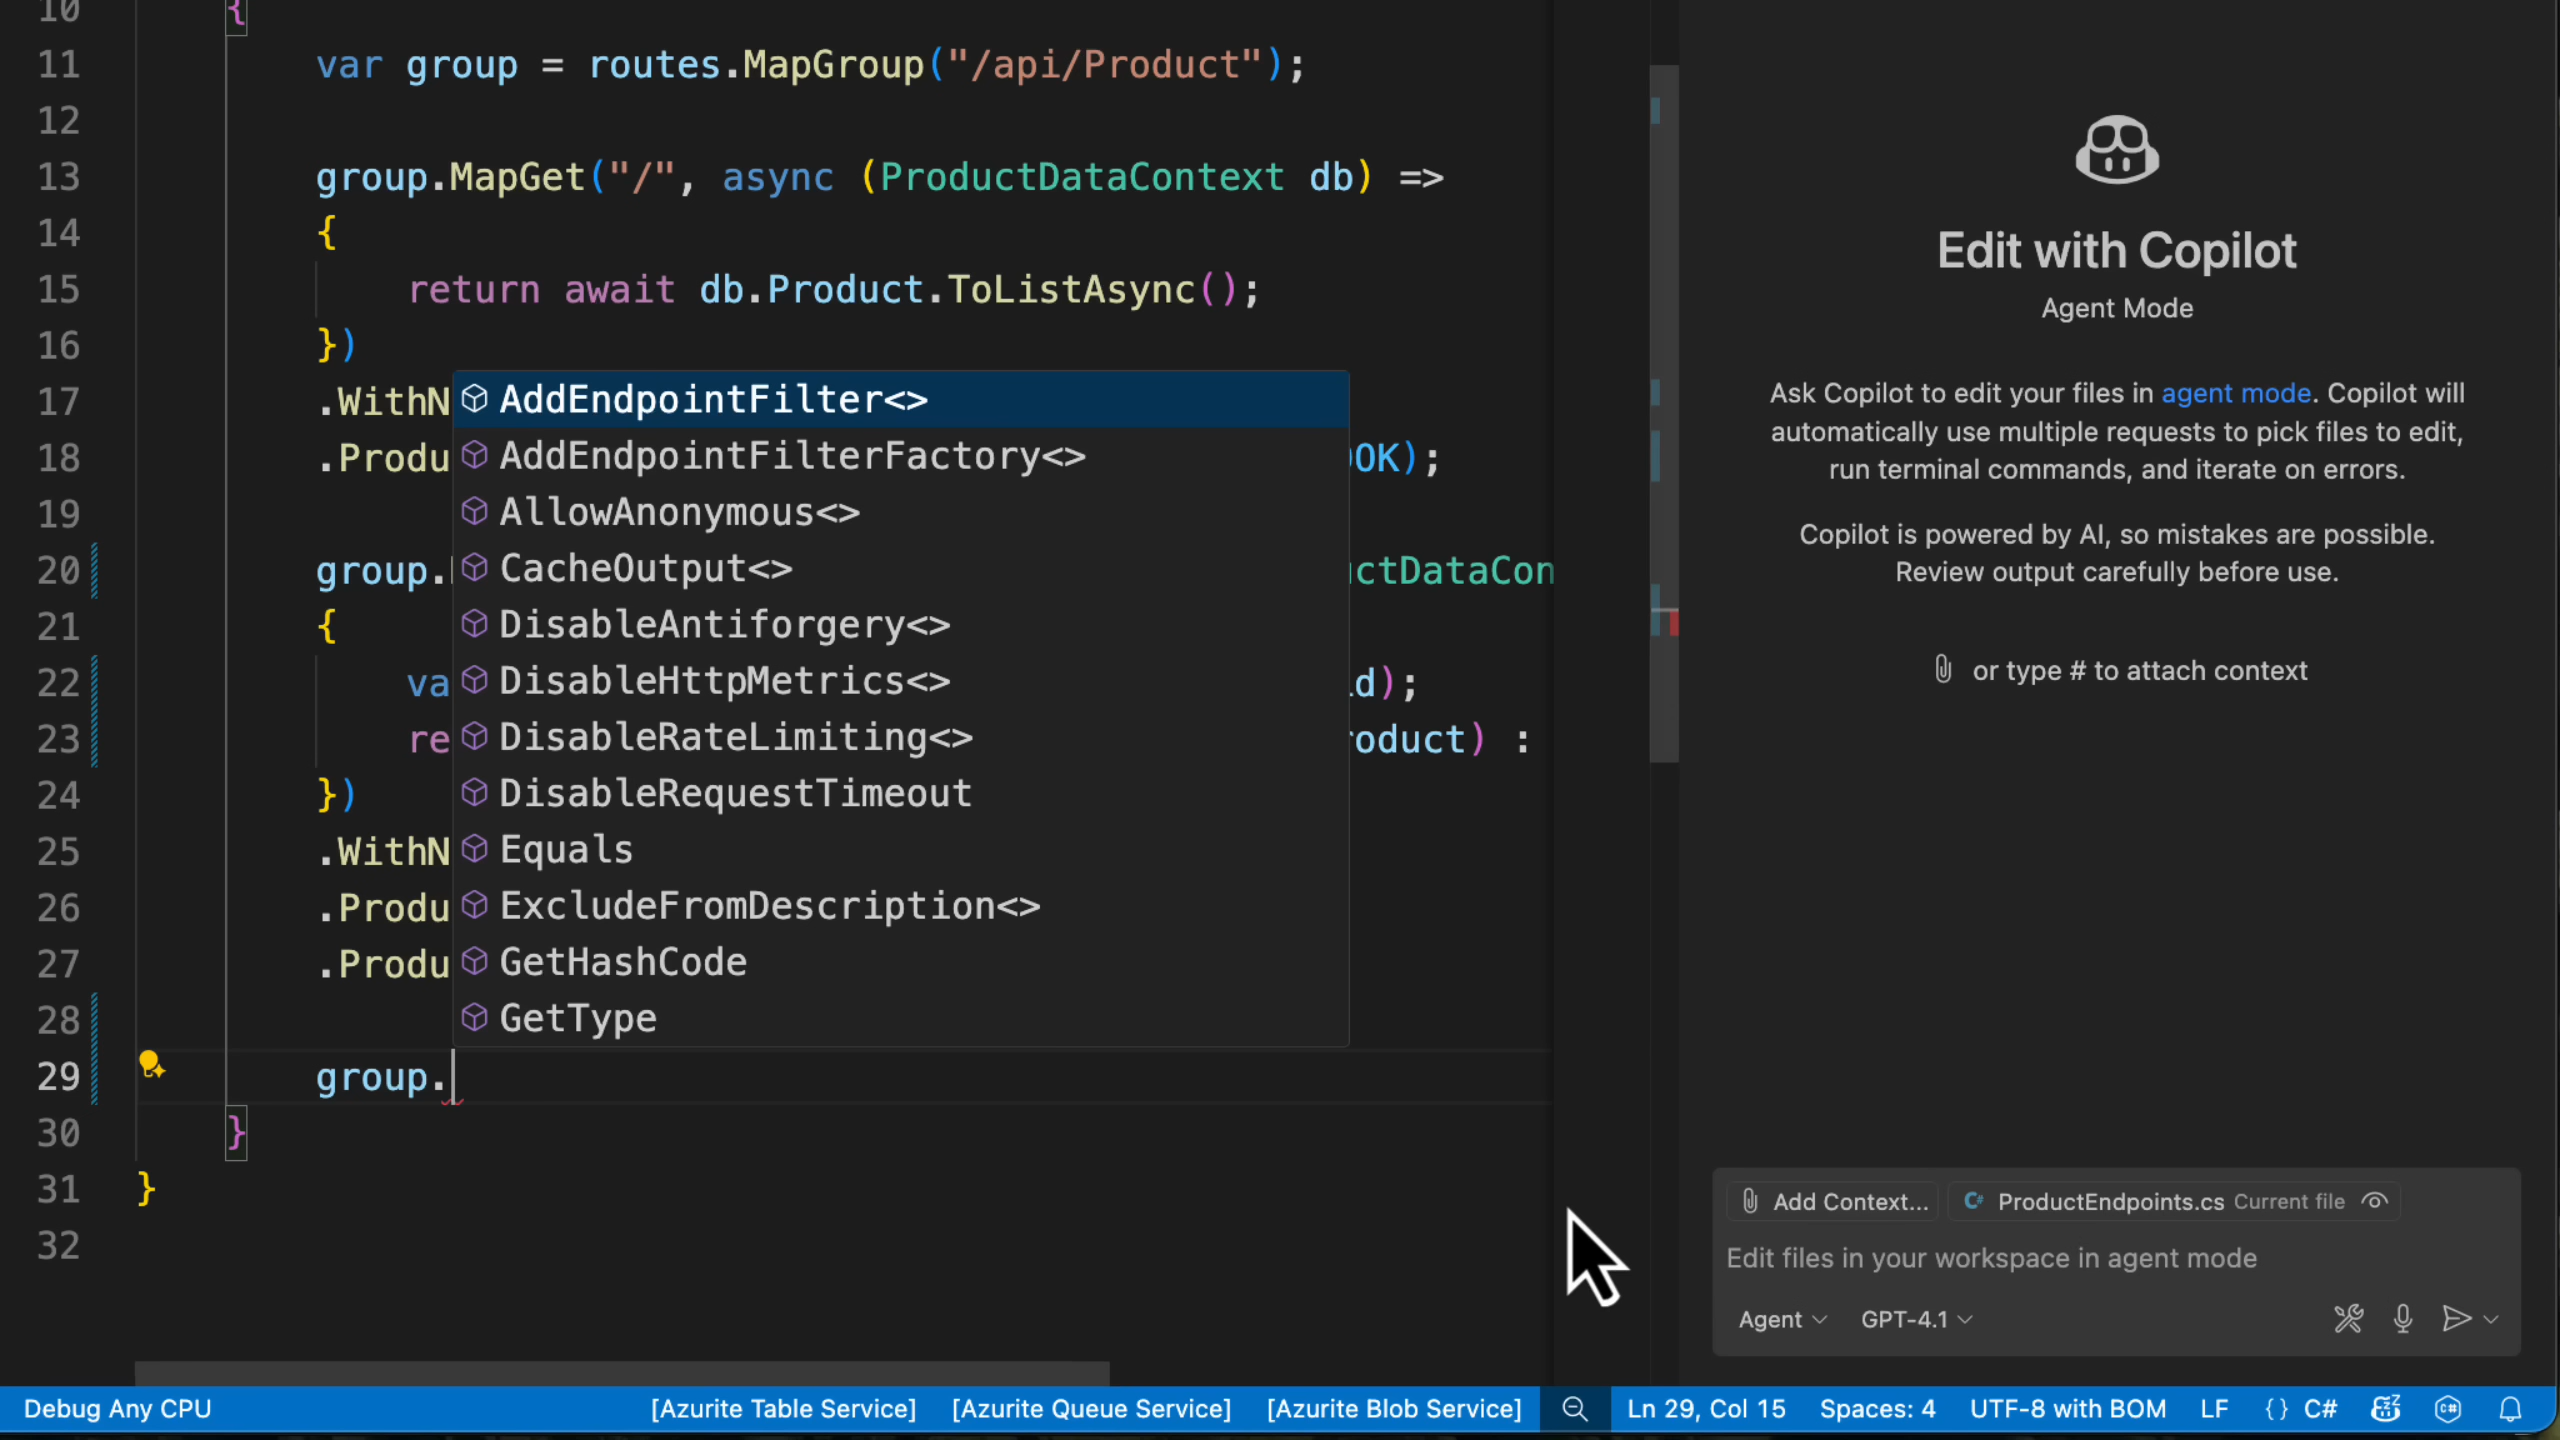 10 {
11 var group = routes.MapGroup("/api/Product");
12
13 group.MapGet("/", async (ProductDataContext db) =>
14 {
15 return await db.Product.ToListAsync();
16 })
17 .WithN
18 .Produ OK);
19
20 group. ctDataCon
21 {
22 va d);
23 re roduct) :
24 })
25 .WithN
26 .Produ
27 .Produ
28
29 group.
30 }
31 }
32
AddEndpointFilter<>
AddEndpointFilterFactory<>
AllowAnonymous<>
CacheOutput<>
DisableAntiforgery<>
DisableHttpMetrics<>
DisableRateLimiting<>
DisableRequestTimeout
Equals
ExcludeFromDescription<>
GetHashCode
GetType
Edit with Copilot
Agent Mode
Ask Copilot to edit your files in agent mode. Copilot will
automatically use multiple requests to pick files to edit,
run terminal commands, and iterate on errors.
Copilot is powered by AI, so mistakes are possible.
Review output carefully before use.
or type # to attach context
Add Context... C# ProductEndpoints.cs Current file
Edit files in your workspace in agent mode
Agent GPT-4.1
Debug Any CPU [Azurite Table Service] [Azurite Queue Service] [Azurite Blob Service] Ln 29, Col 15 Spaces: 4 UTF-8 with BOM LF {} C#